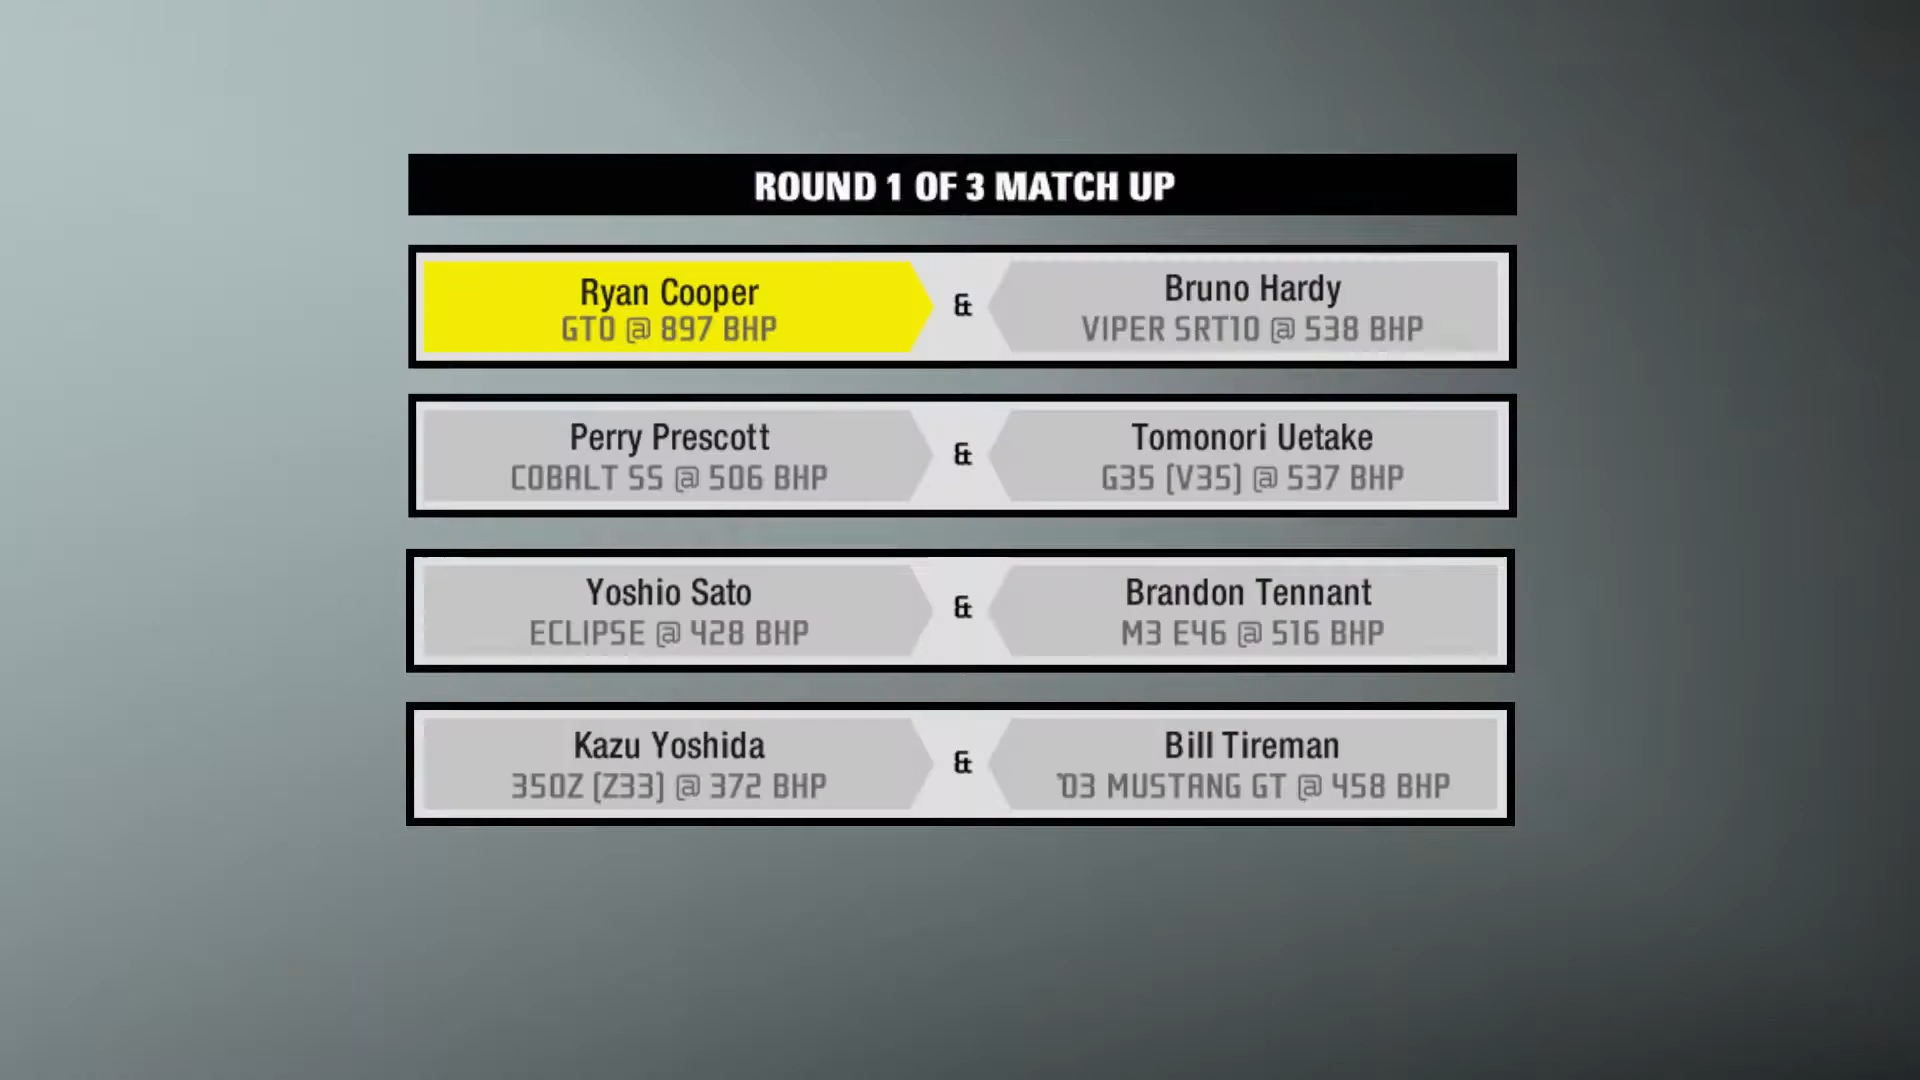 ROUND 1 OF 3 MATCH UP
Ryan Cooper
GTO @ 897 BHP
&
Bruno Hardy
VIPER SRT10 @ 538 BHP
Perry Prescott
COBALT SS @ 506 BHP
&
Tomonori Uetake
G35 (V35) @ 537 BHP
Yoshio Sato
ECLIPSE @ 428 BHP
&
Brandon Tennant
M3 E46 @ 516 BHP
Kazu Yoshida
350Z (Z33) @ 372 BHP
&
Bill Tireman
'03 MUSTANG GT @ 458 BHP